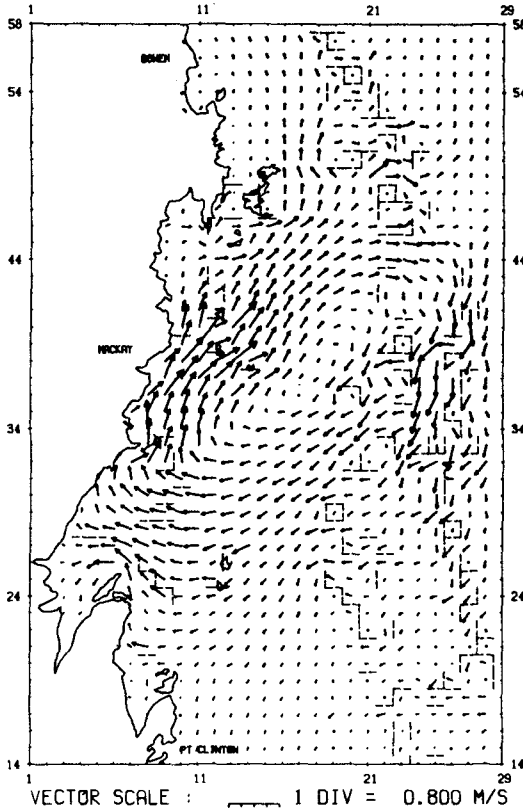 1 11 21 29
58 58
BOWEN
54 54
44 44
MACKAY
34 34
24 24
PT CLINTON
14 14
1 11 21 29
VECTOR SCALE : 1 DIV = 0.800 M/S